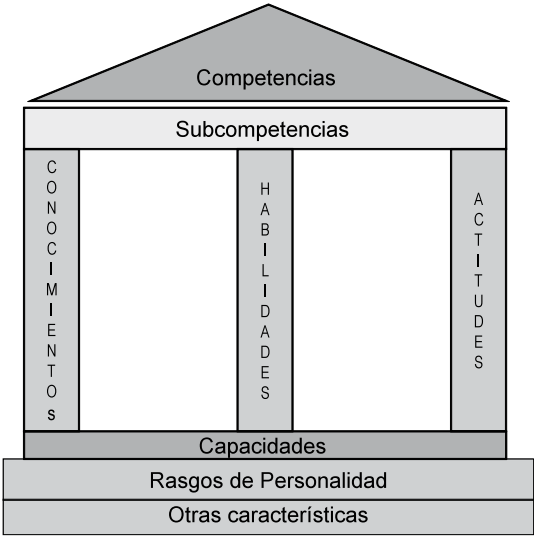 Competencias
Subcompetencias
CONOCIMIENTOs
HABILIDADES
ACTITUDES
Capacidades
Rasgos de Personalidad
Otras características